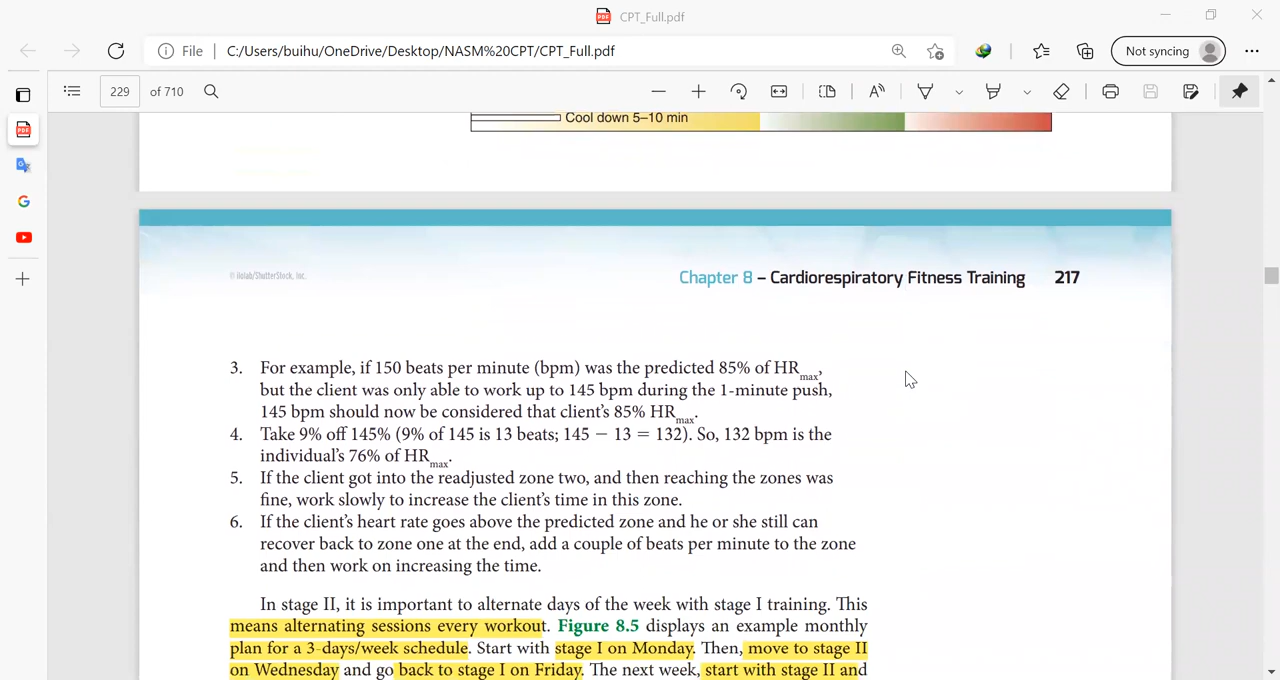 CPT_Full.pdf
File C:/Users/buihu/OneDrive/Desktop/NASM%20CPT/CPT_Full.pdf Not syncing
229 of 710
Cool down 5–10 min
© ilolab/ShutterStock, Inc. Chapter 8 – Cardiorespiratory Fitness Training 217
3. For example, if 150 beats per minute (bpm) was the predicted 85% of HRmax,
but the client was only able to work up to 145 bpm during the 1-minute push,
145 bpm should now be considered that client's 85% HRmax.
4. Take 9% off 145% (9% of 145 is 13 beats; 145 − 13 = 132). So, 132 bpm is the
individual's 76% of HRmax.
5. If the client got into the readjusted zone two, and then reaching the zones was
fine, work slowly to increase the client's time in this zone.
6. If the client's heart rate goes above the predicted zone and he or she still can
recover back to zone one at the end, add a couple of beats per minute to the zone
and then work on increasing the time.
In stage II, it is important to alternate days of the week with stage I training. This
means alternating sessions every workout. Figure 8.5 displays an example monthly
plan for a 3-days/week schedule. Start with stage I on Monday. Then, move to stage II
on Wednesday and go back to stage I on Friday. The next week, start with stage II and